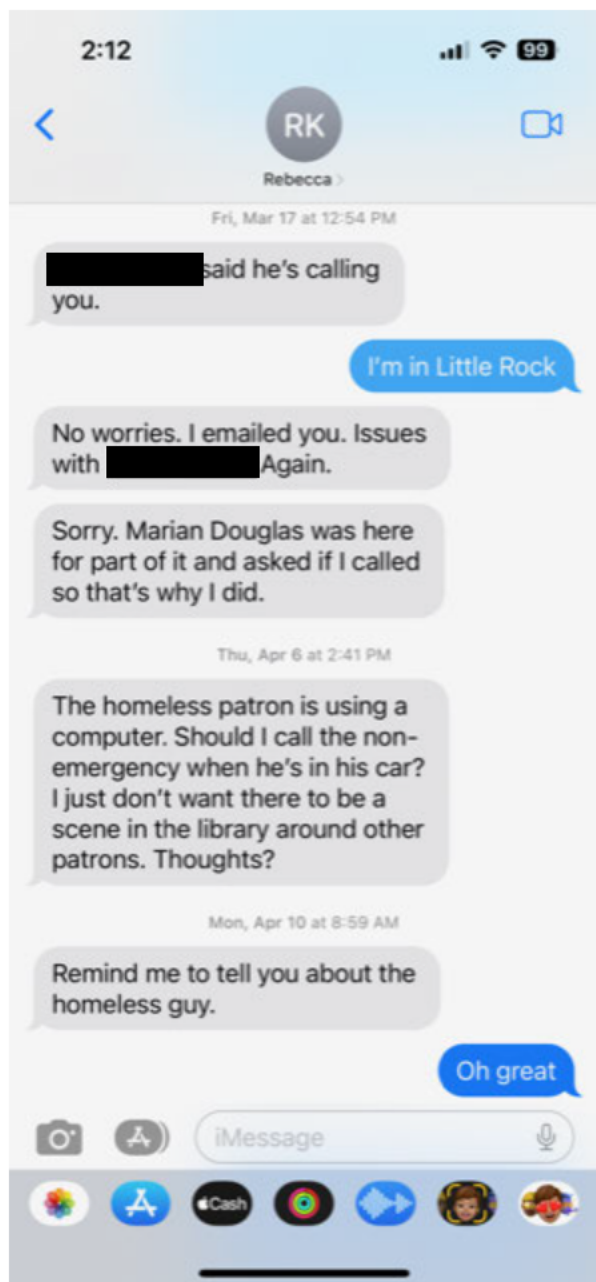 2:12
99
RK
Rebecca >
Fri, Mar 17 at 12:54 PM
said he's calling
you.
I'm in Little Rock
No worries. I emailed you. Issues
with Again.
Sorry. Marian Douglas was here
for part of it and asked if I called
so that's why I did.
Thu, Apr 6 at 2:41 PM
The homeless patron is using a
computer. Should I call the non-
emergency when he's in his car?
I just don't want there to be a
scene in the library around other
patrons. Thoughts?
Mon, Apr 10 at 8:59 AM
Remind me to tell you about the
homeless guy.
Oh great
iMessage
Cash